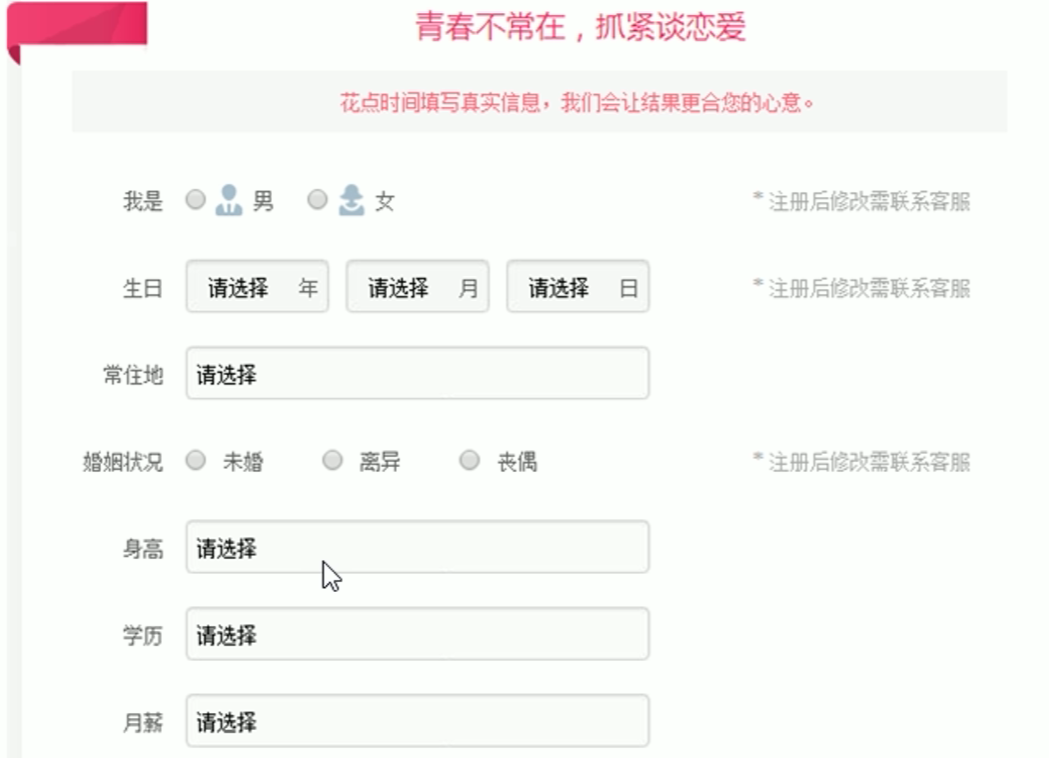 青春不常在，抓紧谈恋爱
花点时间填写真实信息，我们会让结果更合您的心意。
我是 男 女 * 注册后修改需联系客服
生日 请选择 年 请选择 月 请选择 日 * 注册后修改需联系客服
常住地 请选择
婚姻状况 未婚 离异 丧偶 * 注册后修改需联系客服
身高 请选择
学历 请选择
月薪 请选择